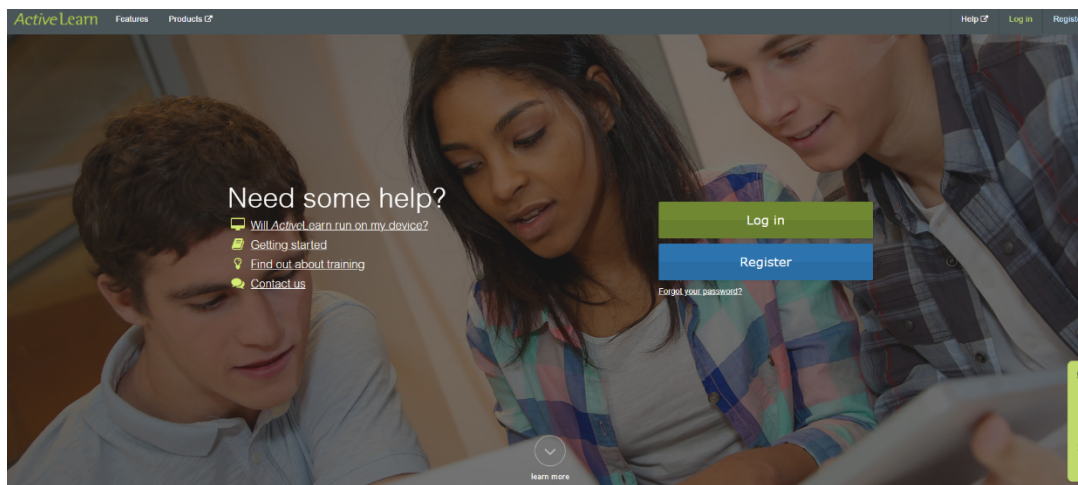 ActiveLearn Features Products Help Log in
Need some help?
Will ActiveLearn run on my device?
Getting started
Find out about training
Contact us
Log in
Register
Forgot your password?
learn more